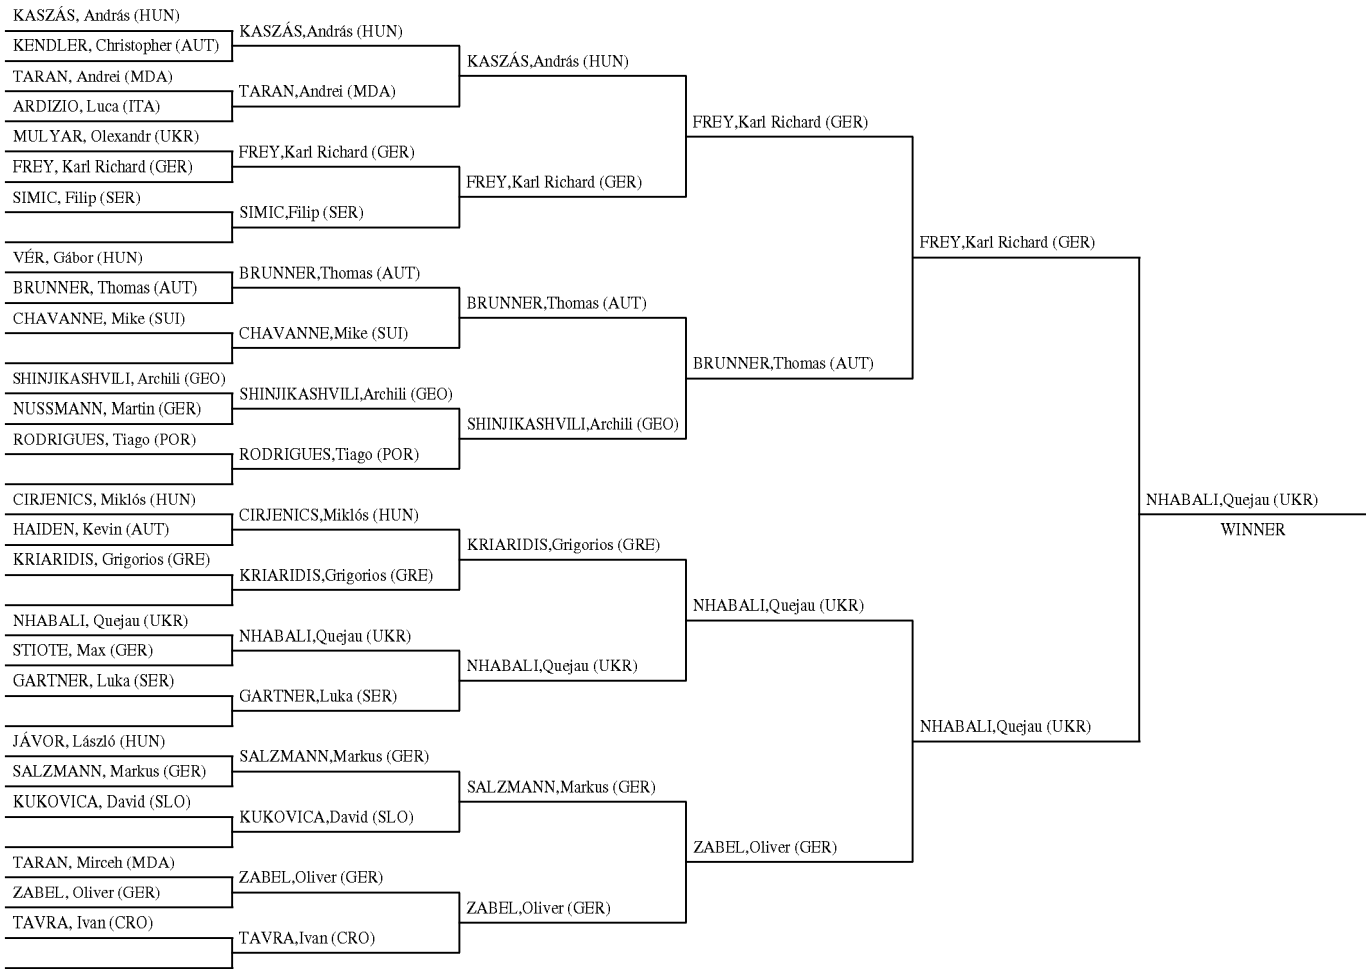 KASZÁS, András (HUN)
KENDLER, Christopher (AUT)
TARAN, Andrei (MDA)
ARDIZIO, Luca (ITA)
MULYAR, Olexandr (UKR)
FREY, Karl Richard (GER)
SIMIC, Filip (SER)
VÉR, Gábor (HUN)
BRUNNER, Thomas (AUT)
CHAVANNE, Mike (SUI)
SHINJIKASHVILI, Archili (GEO)
NUSSMANN, Martin (GER)
RODRIGUES, Tiago (POR)
CIRJENICS, Miklós (HUN)
HAIDEN, Kevin (AUT)
KRIARIDIS, Grigorios (GRE)
NHABALI, Quejau (UKR)
STIOTE, Max (GER)
GARTNER, Luka (SER)
JÁVOR, László (HUN)
SALZMANN, Markus (GER)
KUKOVICA, David (SLO)
TARAN, Mirceh (MDA)
ZABEL, Oliver (GER)
TAVRA, Ivan (CRO)
KASZÁS,András (HUN)
TARAN,Andrei (MDA)
FREY,Karl Richard (GER)
SIMIC,Filip (SER)
BRUNNER,Thomas (AUT)
CHAVANNE,Mike (SUI)
SHINJIKASHVILI,Archili (GEO)
RODRIGUES,Tiago (POR)
CIRJENICS,Miklós (HUN)
KRIARIDIS,Grigorios (GRE)
NHABALI,Quejau (UKR)
GARTNER,Luka (SER)
SALZMANN,Markus (GER)
KUKOVICA,David (SLO)
ZABEL,Oliver (GER)
TAVRA,Ivan (CRO)
KASZÁS,András (HUN)
FREY,Karl Richard (GER)
BRUNNER,Thomas (AUT)
SHINJIKASHVILI,Archili (GEO)
KRIARIDIS,Grigorios (GRE)
NHABALI,Quejau (UKR)
SALZMANN,Markus (GER)
ZABEL,Oliver (GER)
FREY,Karl Richard (GER)
BRUNNER,Thomas (AUT)
NHABALI,Quejau (UKR)
ZABEL,Oliver (GER)
FREY,Karl Richard (GER)
NHABALI,Quejau (UKR)
NHABALI,Quejau (UKR)
WINNER